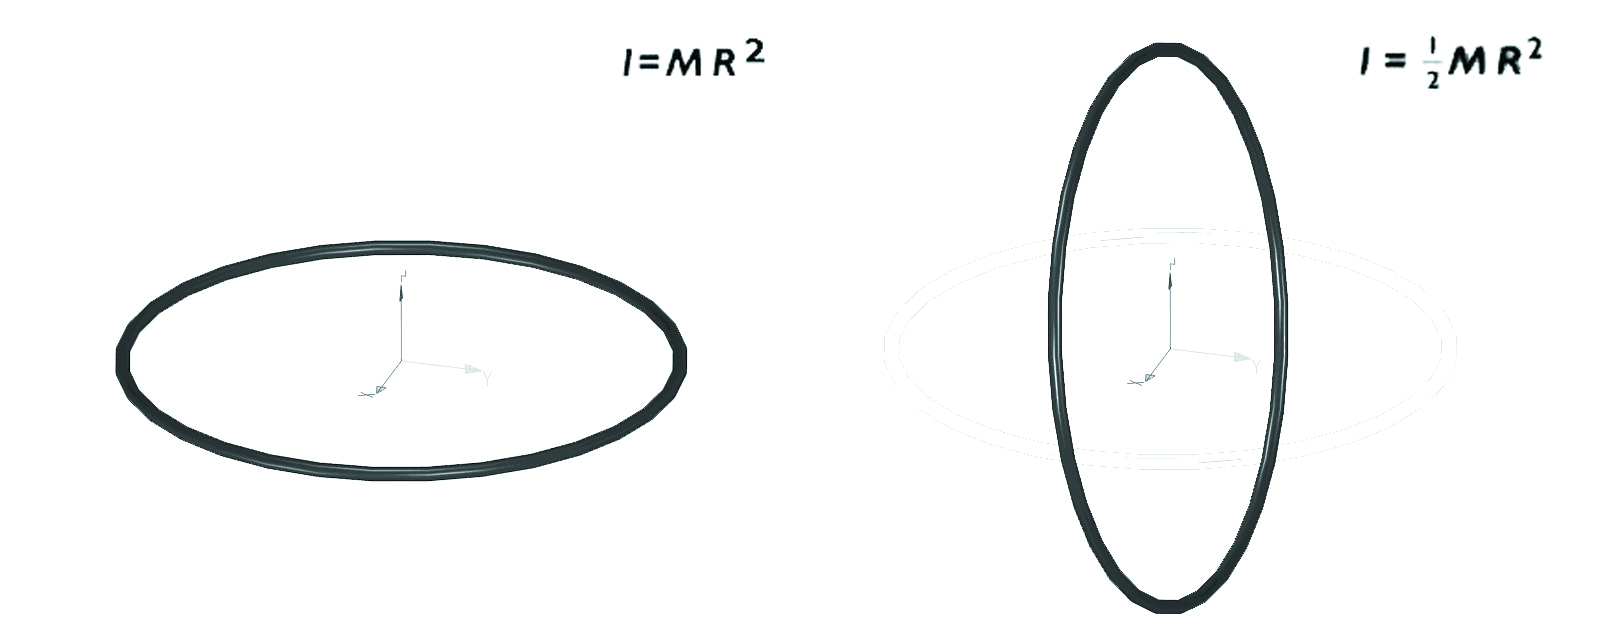 I = MR²
I = ½MR²
Z
Y
X
Z
Y
X